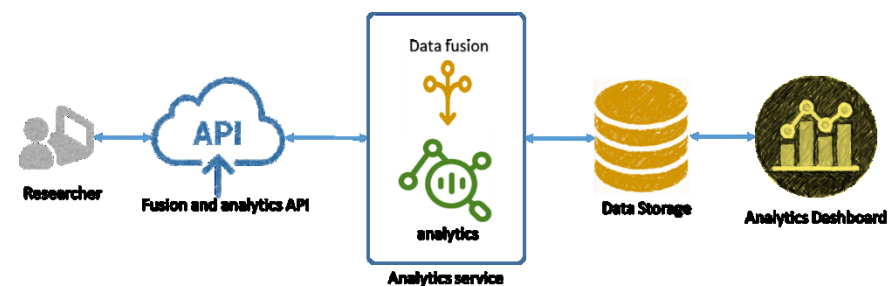 Data fusion
API
Researcher
Fusion and analytics API
analytics
Analytics service
Data Storage
Analytics Dashboard